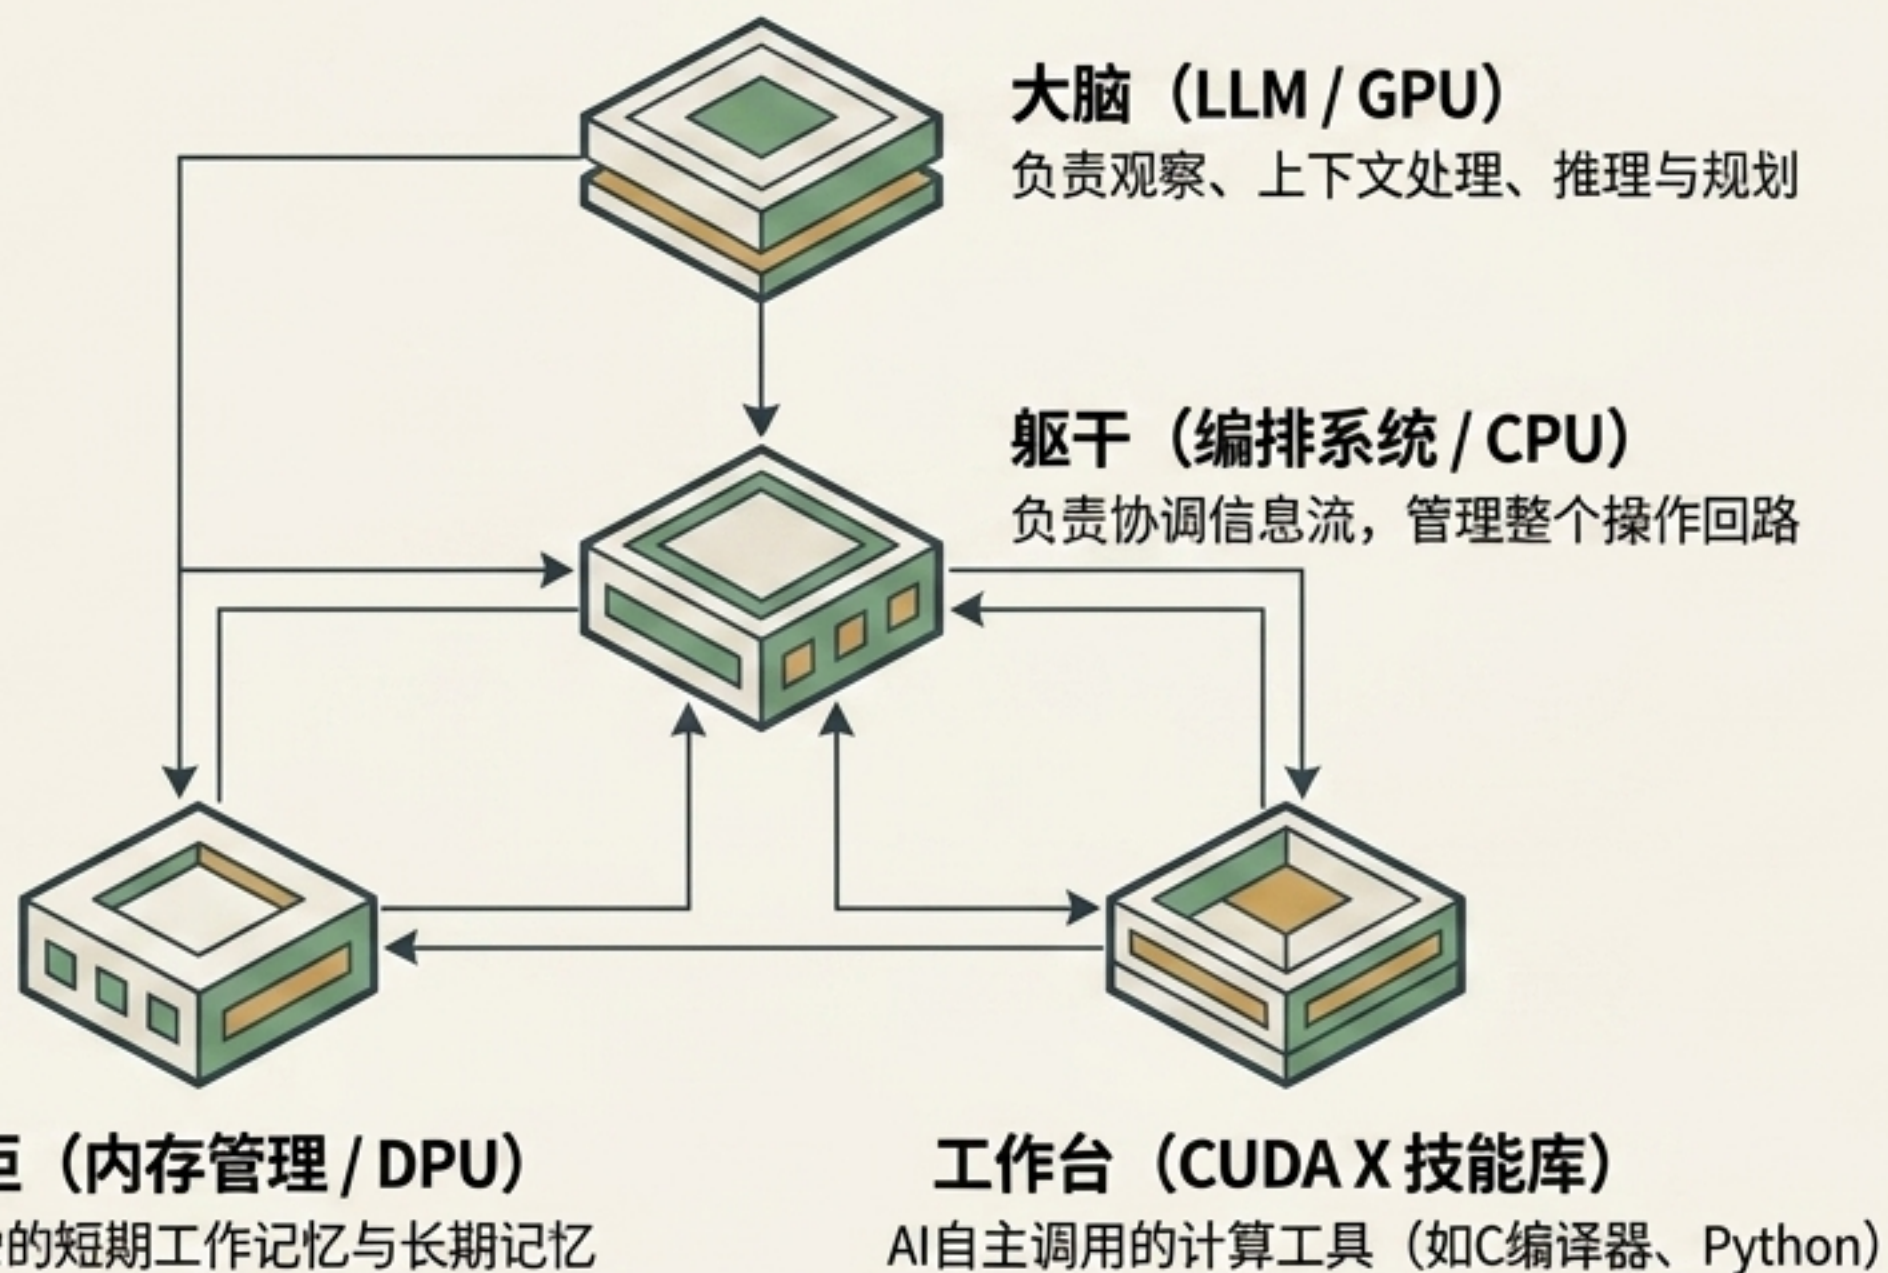 大脑（LLM / GPU）
负责观察、上下文处理、推理与规划
躯干（编排系统 / CPU）
负责协调信息流，管理整个操作回路
（内存管理 / DPU）
的短期工作记忆与长期记忆
工作台（CUDA X 技能库）
AI自主调用的计算工具（如C编译器、Python）